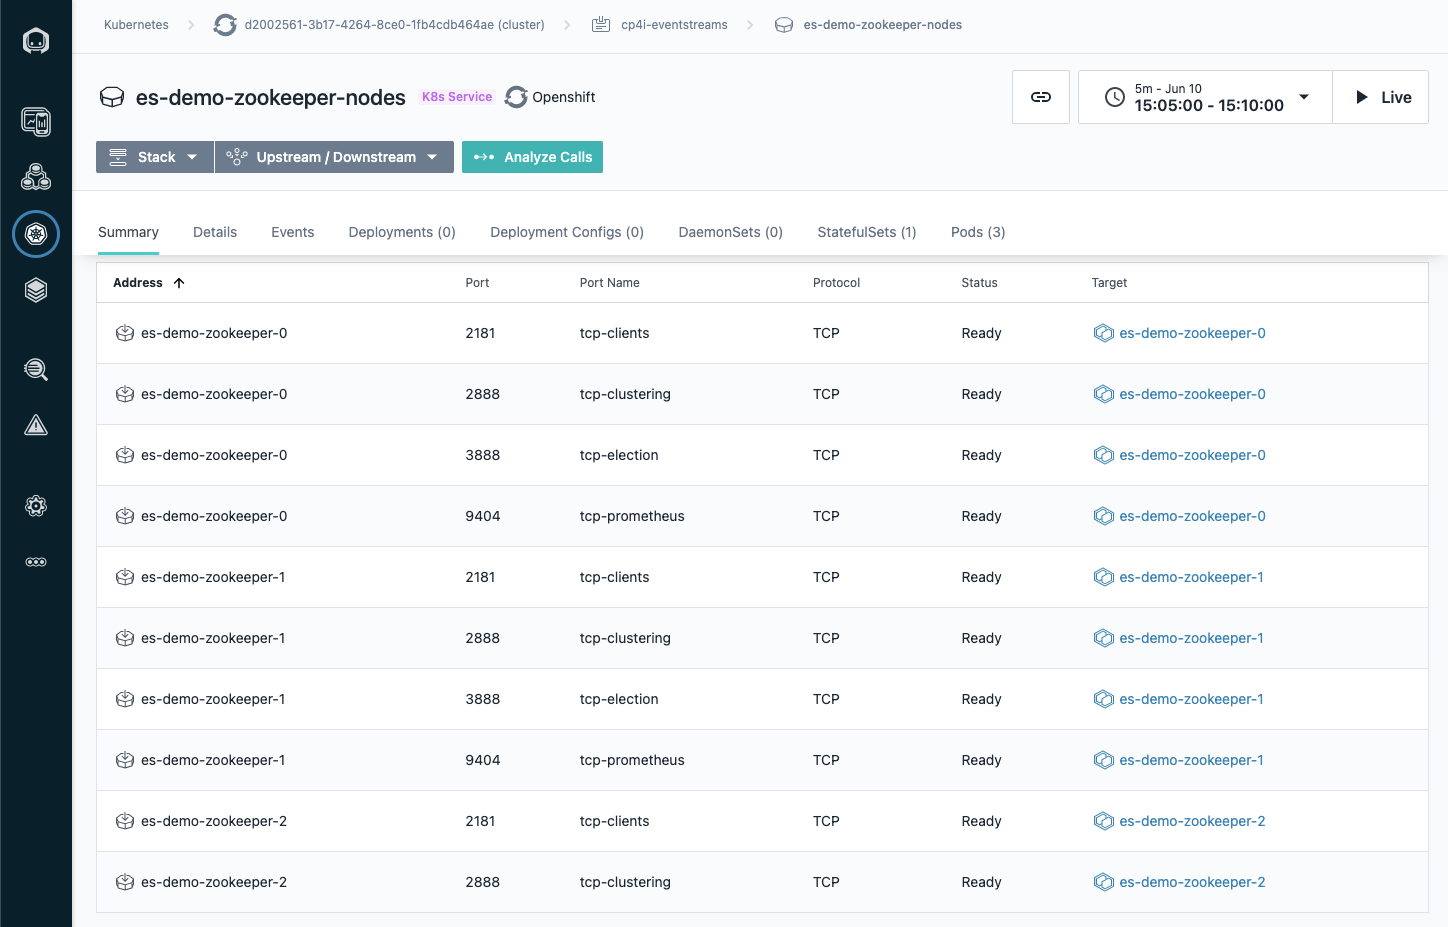 Kubernetes d2002561-3b17-4264-8ce0-1fb4cdb464ae (cluster) cp4i-eventstreams es-demo-zookeeper-nodes
es-demo-zookeeper-nodes K8s Service Openshift
5m - Jun 10
15:05:00 - 15:10:00
Live
Stack Upstream / Downstream Analyze Calls
Summary Details Events Deployments (0) Deployment Configs (0) DaemonSets (0) StatefulSets (1) Pods (3)
Address Port Port Name Protocol Status Target
es-demo-zookeeper-0 2181 tcp-clients TCP Ready es-demo-zookeeper-0
es-demo-zookeeper-0 2888 tcp-clustering TCP Ready es-demo-zookeeper-0
es-demo-zookeeper-0 3888 tcp-election TCP Ready es-demo-zookeeper-0
es-demo-zookeeper-0 9404 tcp-prometheus TCP Ready es-demo-zookeeper-0
es-demo-zookeeper-1 2181 tcp-clients TCP Ready es-demo-zookeeper-1
es-demo-zookeeper-1 2888 tcp-clustering TCP Ready es-demo-zookeeper-1
es-demo-zookeeper-1 3888 tcp-election TCP Ready es-demo-zookeeper-1
es-demo-zookeeper-1 9404 tcp-prometheus TCP Ready es-demo-zookeeper-1
es-demo-zookeeper-2 2181 tcp-clients TCP Ready es-demo-zookeeper-2
es-demo-zookeeper-2 2888 tcp-clustering TCP Ready es-demo-zookeeper-2